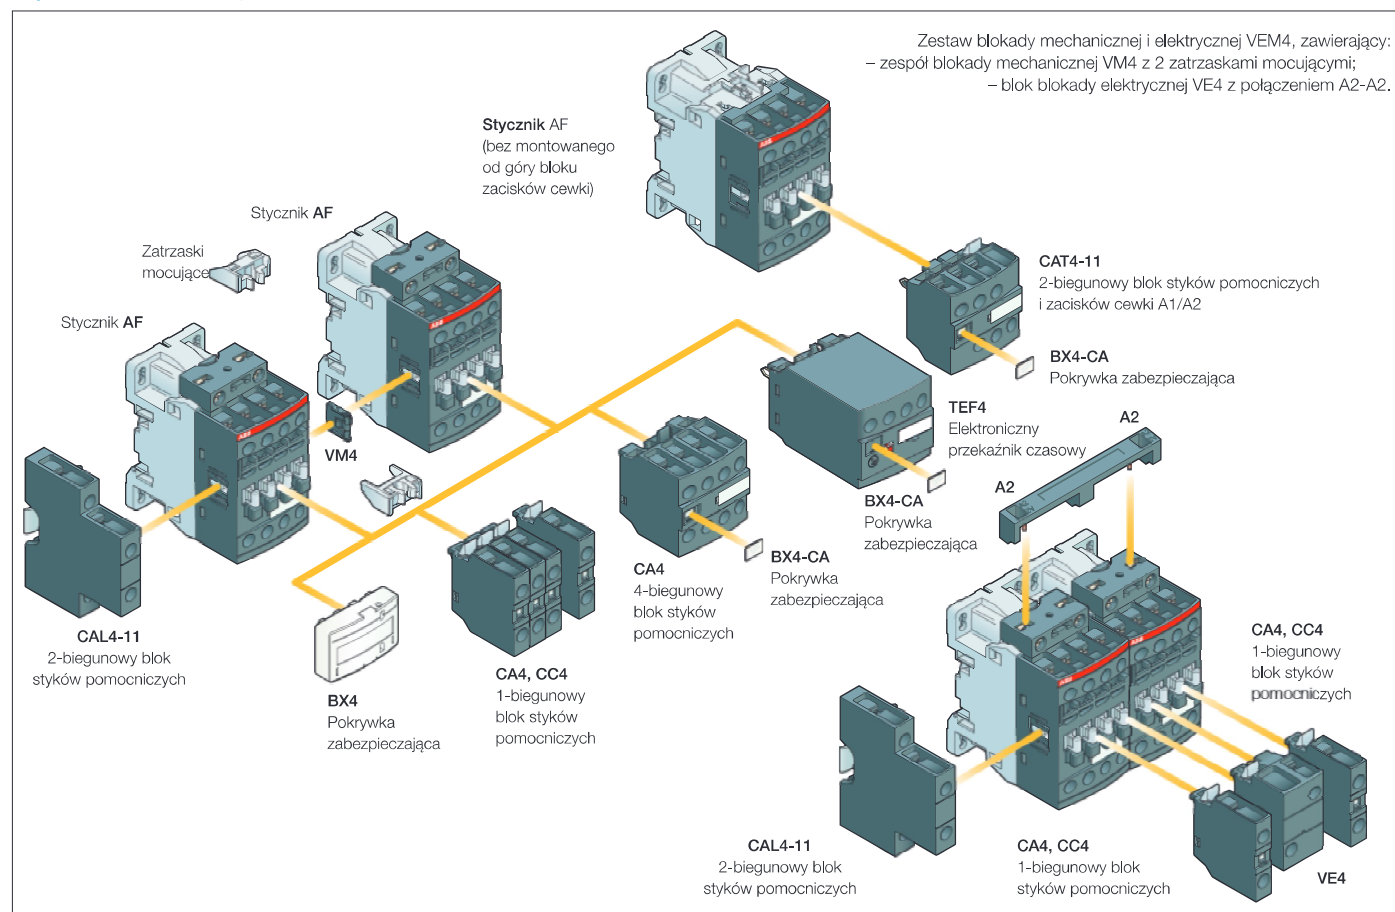 Zestaw blokady mechanicznej i elektrycznej VEM4, zawierający:
– zespół blokady mechanicznej VM4 z 2 zatrzaskami mocującymi;
– blok blokady elektrycznej VE4 z połączeniem A2-A2.
Stycznik AF
(bez montowanego
od góry bloku
zacisków cewki)
Stycznik AF
Zatrzaski
mocujące
Stycznik AF
CAT4-11
2-biegunowy blok styków pomocniczych
i zacisków cewki A1/A2
BX4-CA
Pokrywka zabezpieczająca
TEF4
Elektroniczny
przekaźnik czasowy
A2
A2
VM4
BX4-CA
Pokrywka
zabezpieczająca
BX4-CA
Pokrywka
zabezpieczająca
CA4
4-biegunowy
blok styków
pomocniczych
CAL4-11
2-biegunowy blok
styków pomocniczych
BX4
Pokrywka
zabezpieczająca
CA4, CC4
1-biegunowy
blok styków
pomocniczych
CA4, CC4
1-biegunowy
blok styków
pomocniczych
CAL4-11
2-biegunowy blok
styków pomocniczych
CA4, CC4
1-biegunowy blok
styków pomocniczych
VE4
ABB
ABB
ABB
ABB
ABB